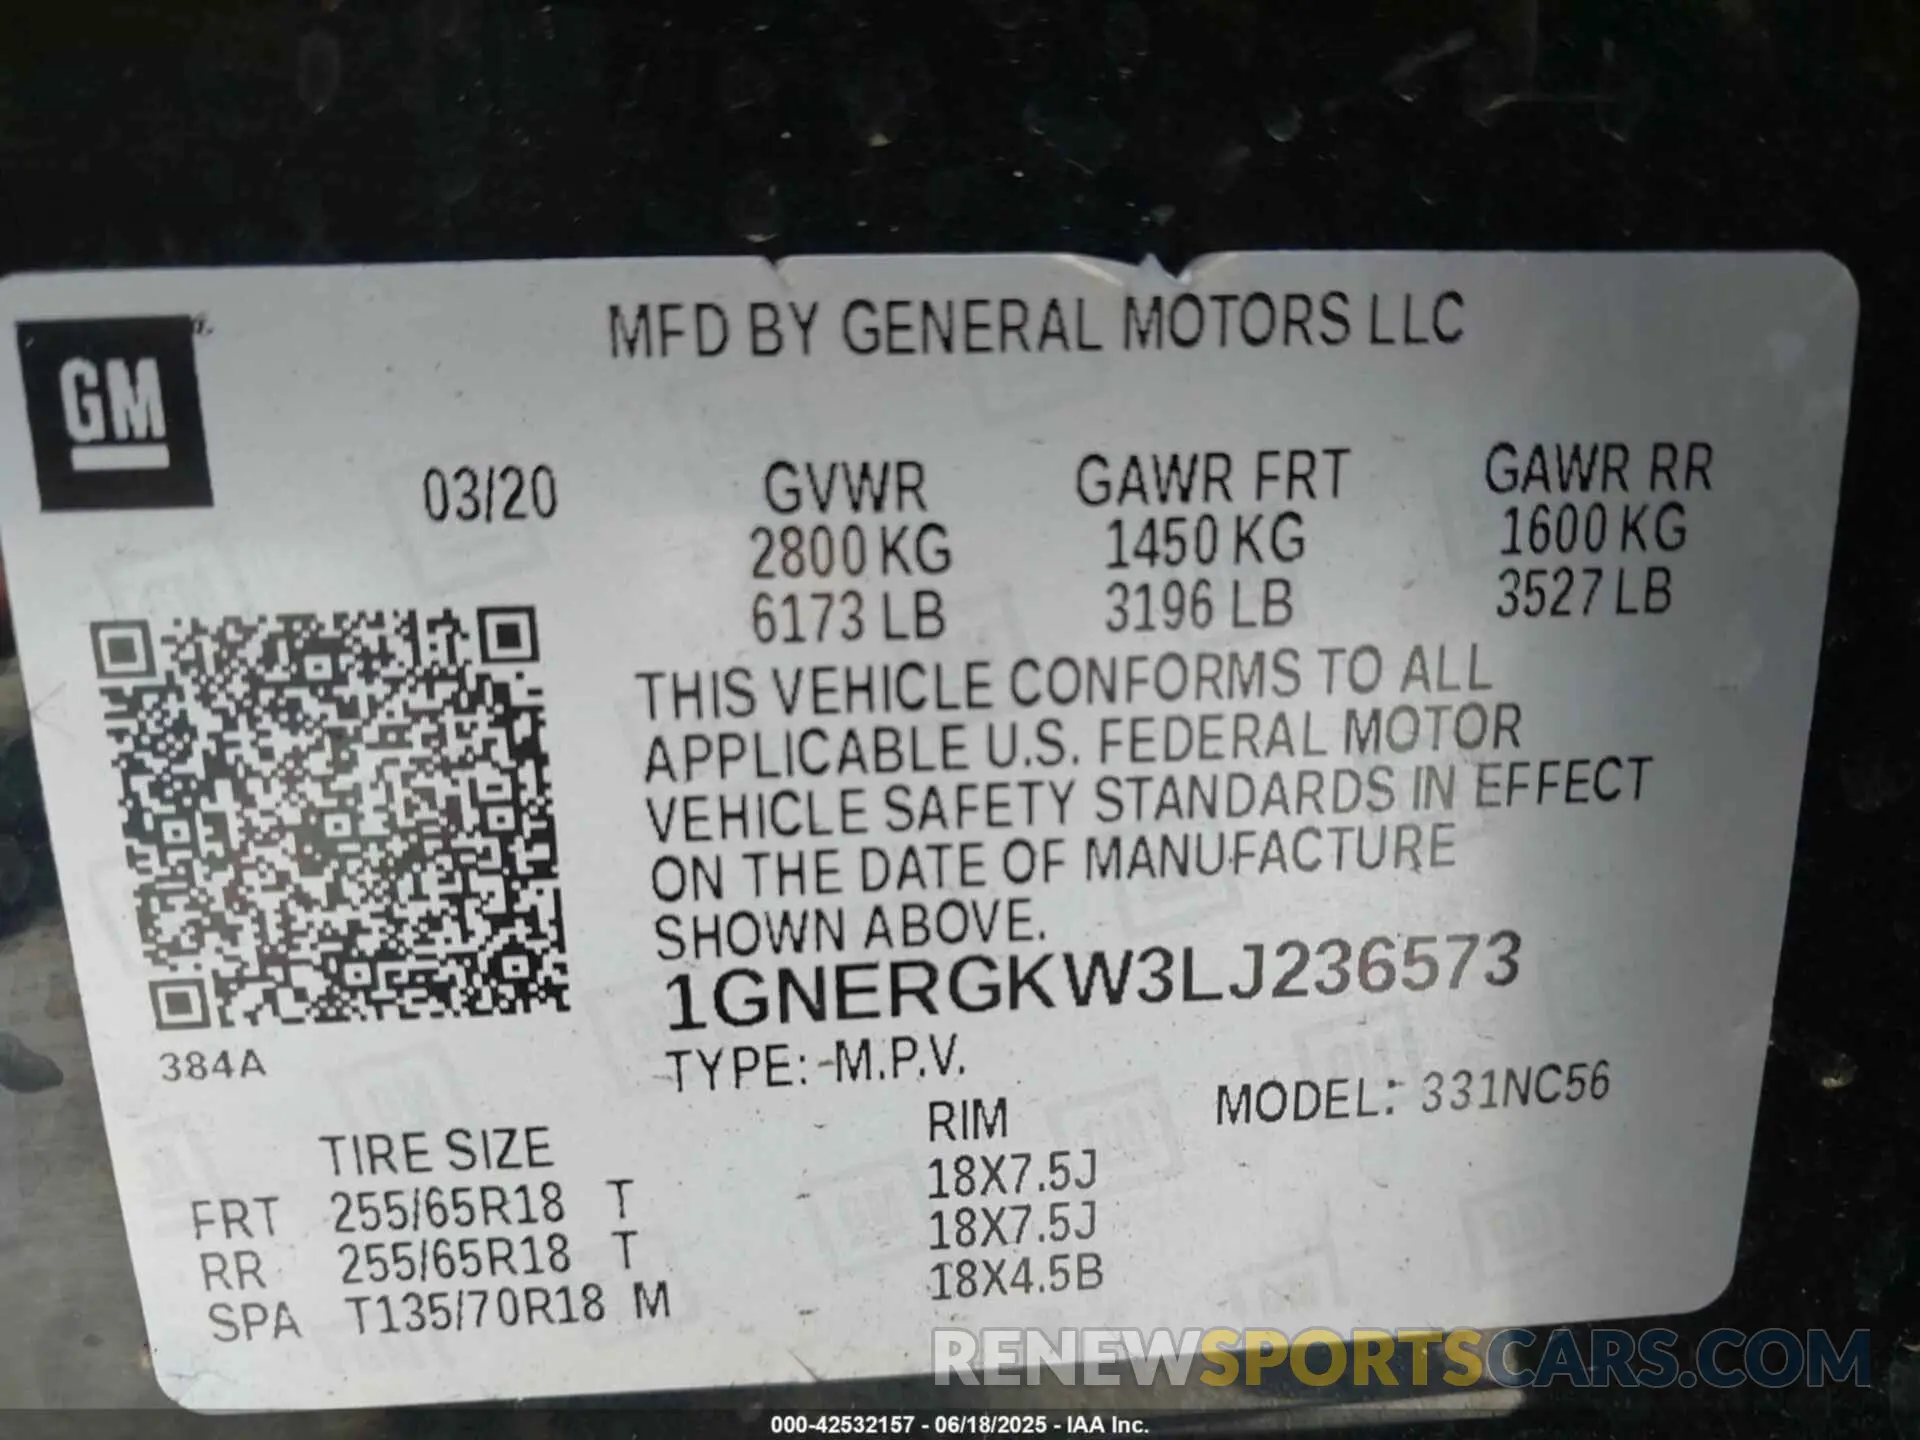 MFD BY GENERAL MOTORS LLC
GM
03/20 GVWR GAWR FRT GAWR RR
2800 KG 1450 KG 1600 KG
6173 LB 3196 LB 3527 LB
THIS VEHICLE CONFORMS TO ALL
APPLICABLE U.S. FEDERAL MOTOR
VEHICLE SAFETY STANDARDS IN EFFECT
ON THE DATE OF MANUFACTURE
SHOWN ABOVE.
1GNERGKW3LJ236573
384A
TYPE: M.P.V.
MODEL: 331NC56
TIRE SIZE RIM
FRT 255/65R18 T 18X7.5J
RR 255/65R18 T 18X7.5J
SPA T135/70R18 M 18X4.5B
RENEWSPORTSCARS.COM
000-42532157 - 06/18/2025 - IAA Inc.